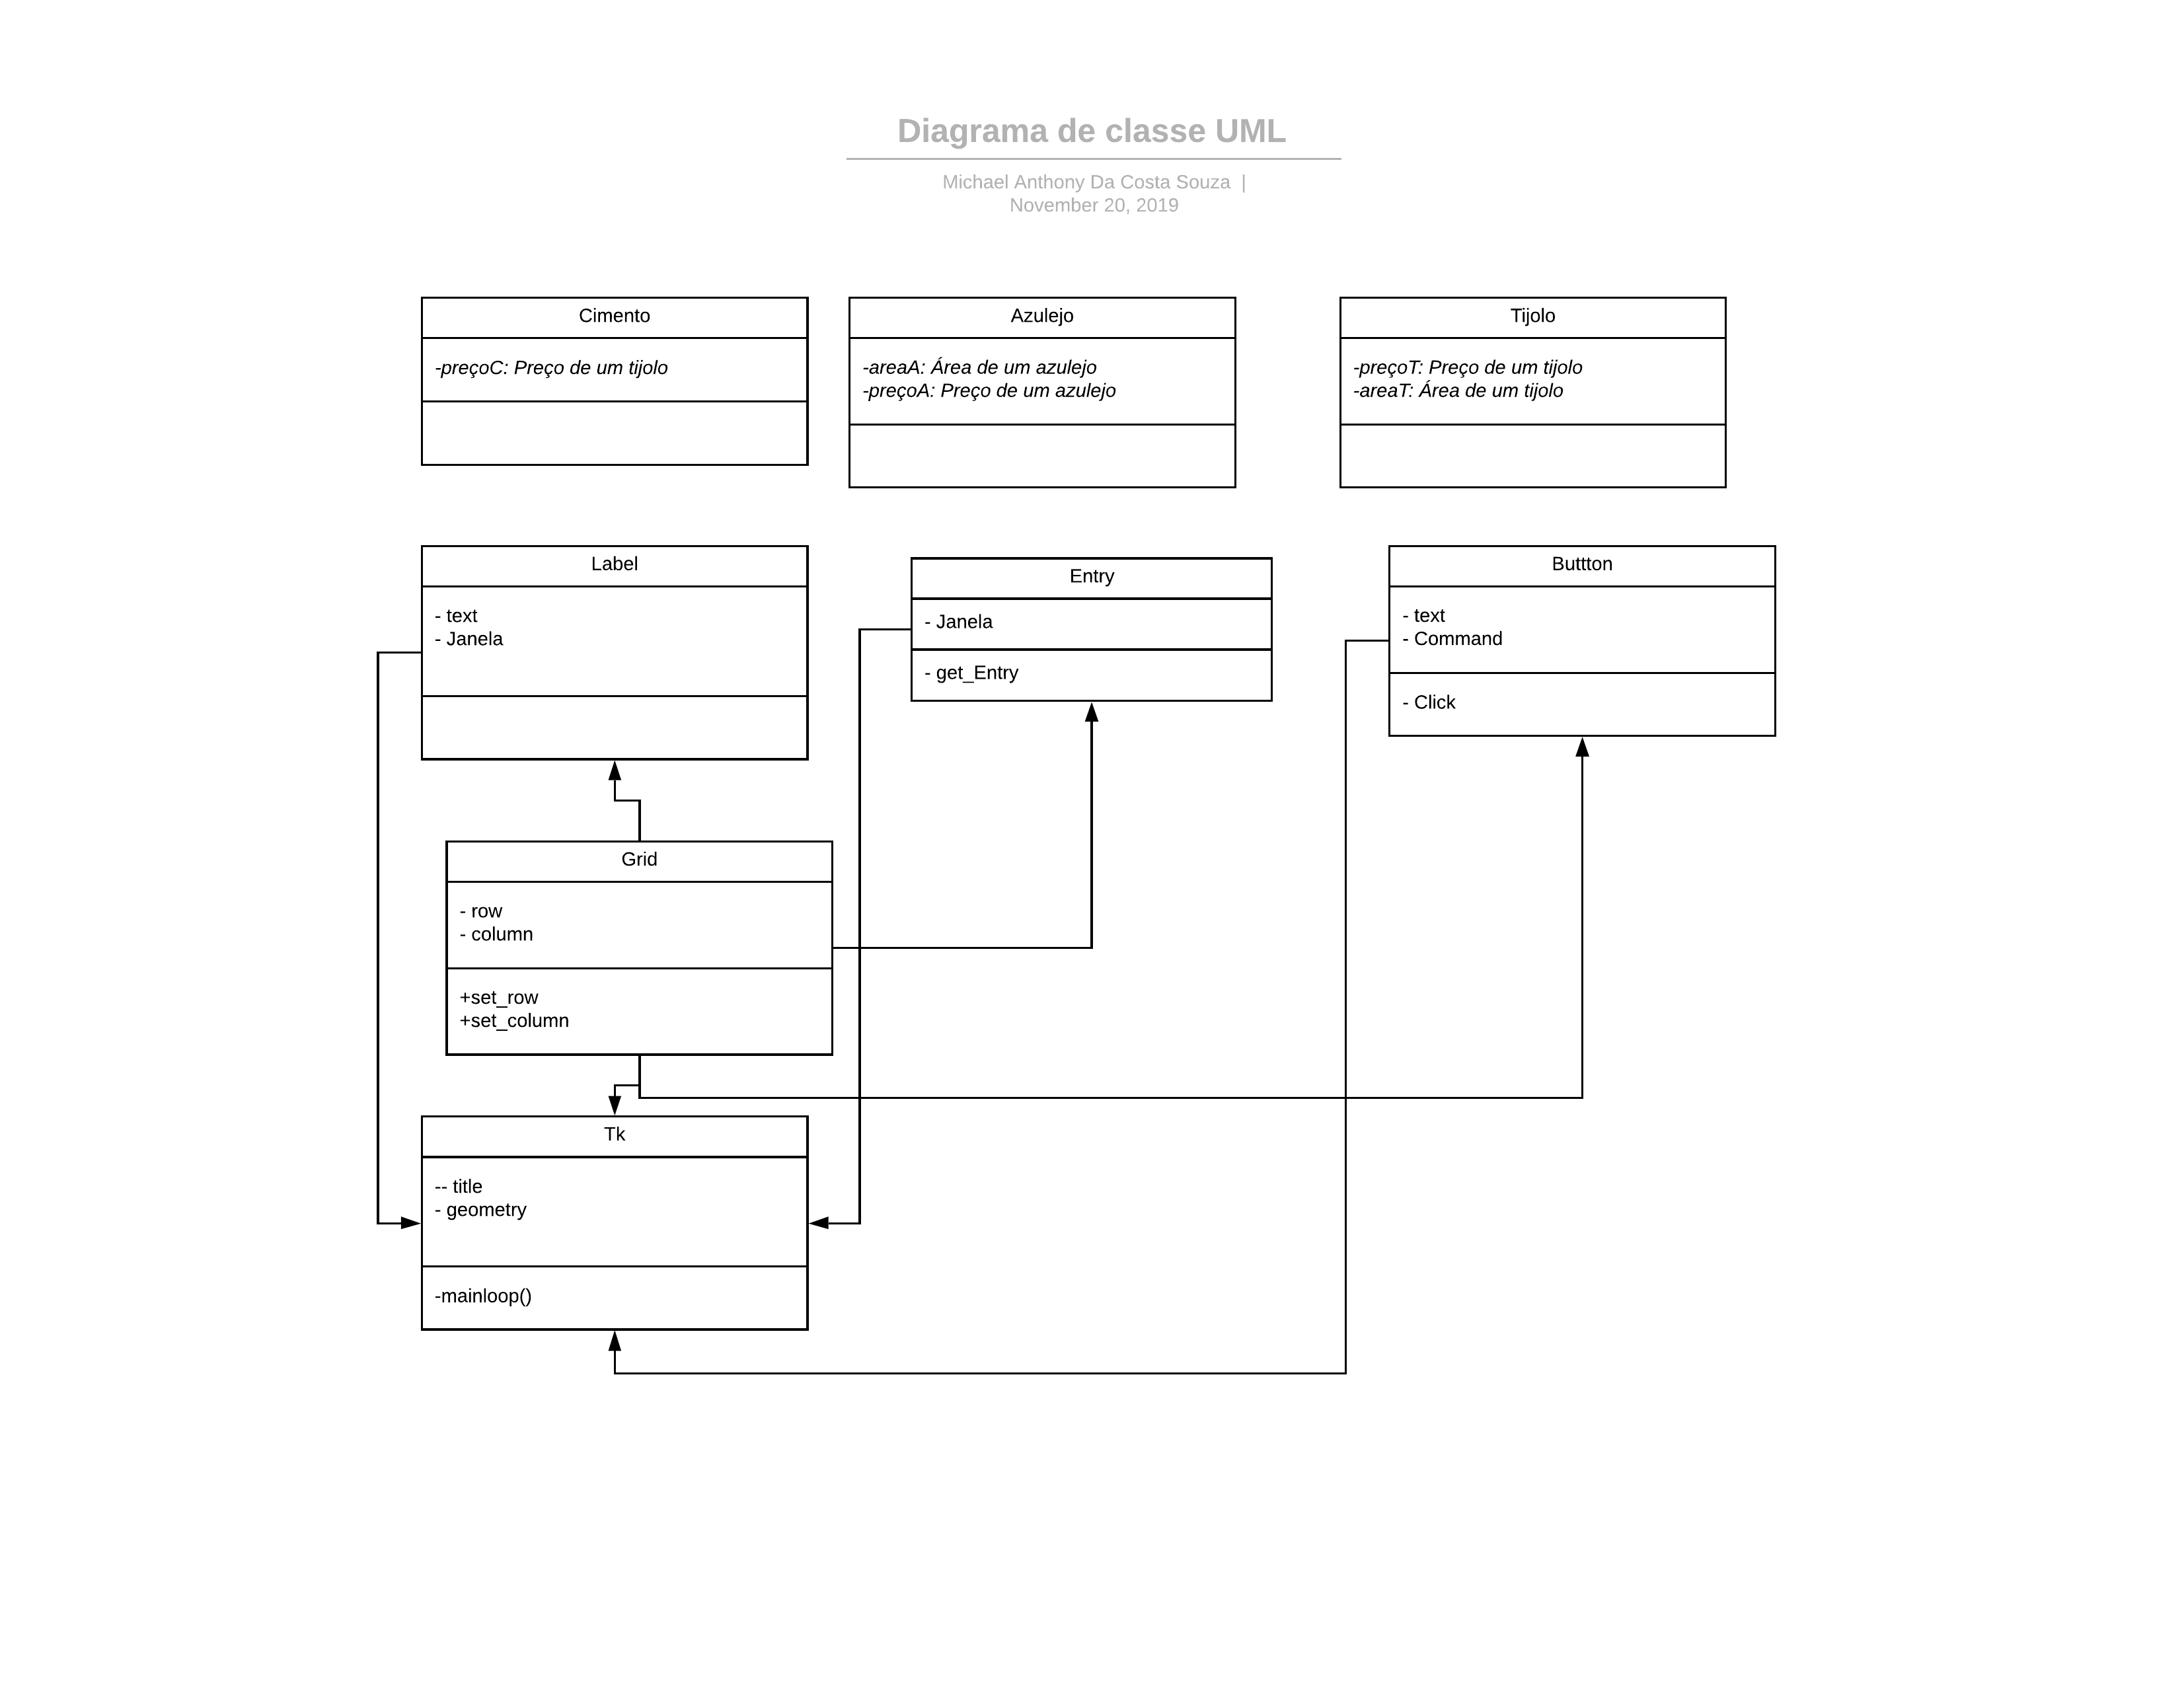 Diagrama de classe UML
Michael Anthony Da Costa Souza |
November 20, 2019
Cimento
-preçoC: Preço de um tijolo
Azulejo
-areaA: Área de um azulejo
-preçoA: Preço de um azulejo
Tijolo
-preçoT: Preço de um tijolo
-areaT: Área de um tijolo
Label
- text
- Janela
Entry
- Janela
- get_Entry
Buttton
- text
- Command
- Click
Grid
- row
- column
+set_row
+set_column
Tk
-- title
- geometry
-mainloop()